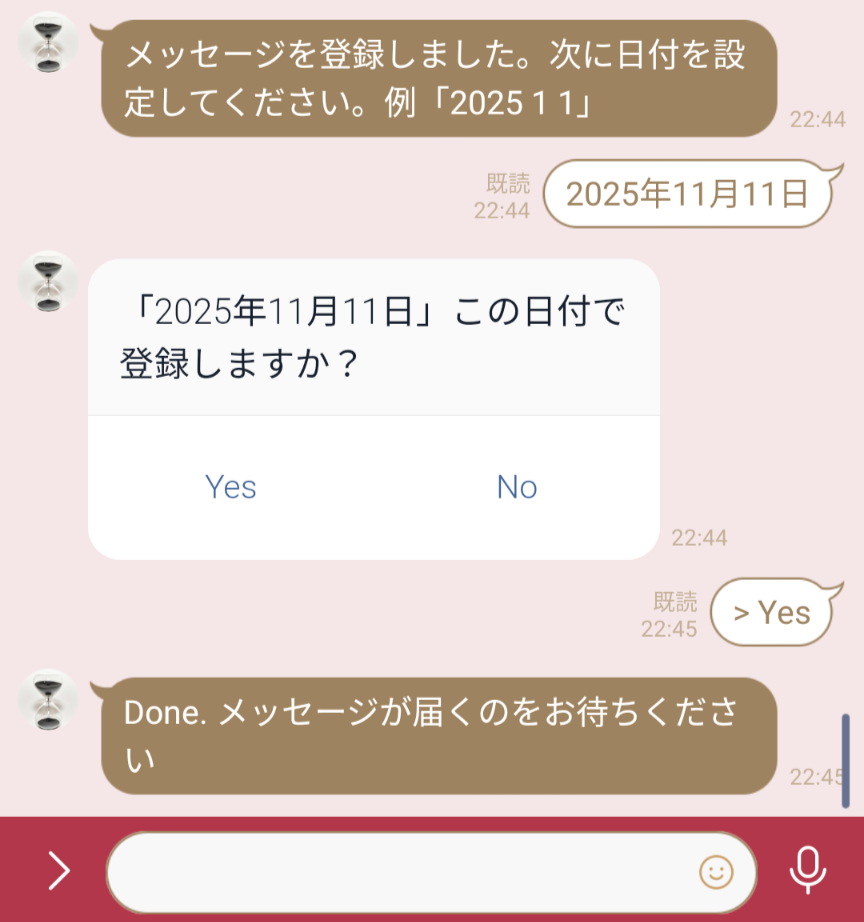 メッセージを登録しました。次に日付を設
定してください。例「2025 1 1」
22:44
既読
22:44
2025年11月11日
「2025年11月11日」この日付で
登録しますか？
Yes
No
22:44
既読
22:45
> Yes
Done. メッセージが届くのをお待ちくださ
い
22:45